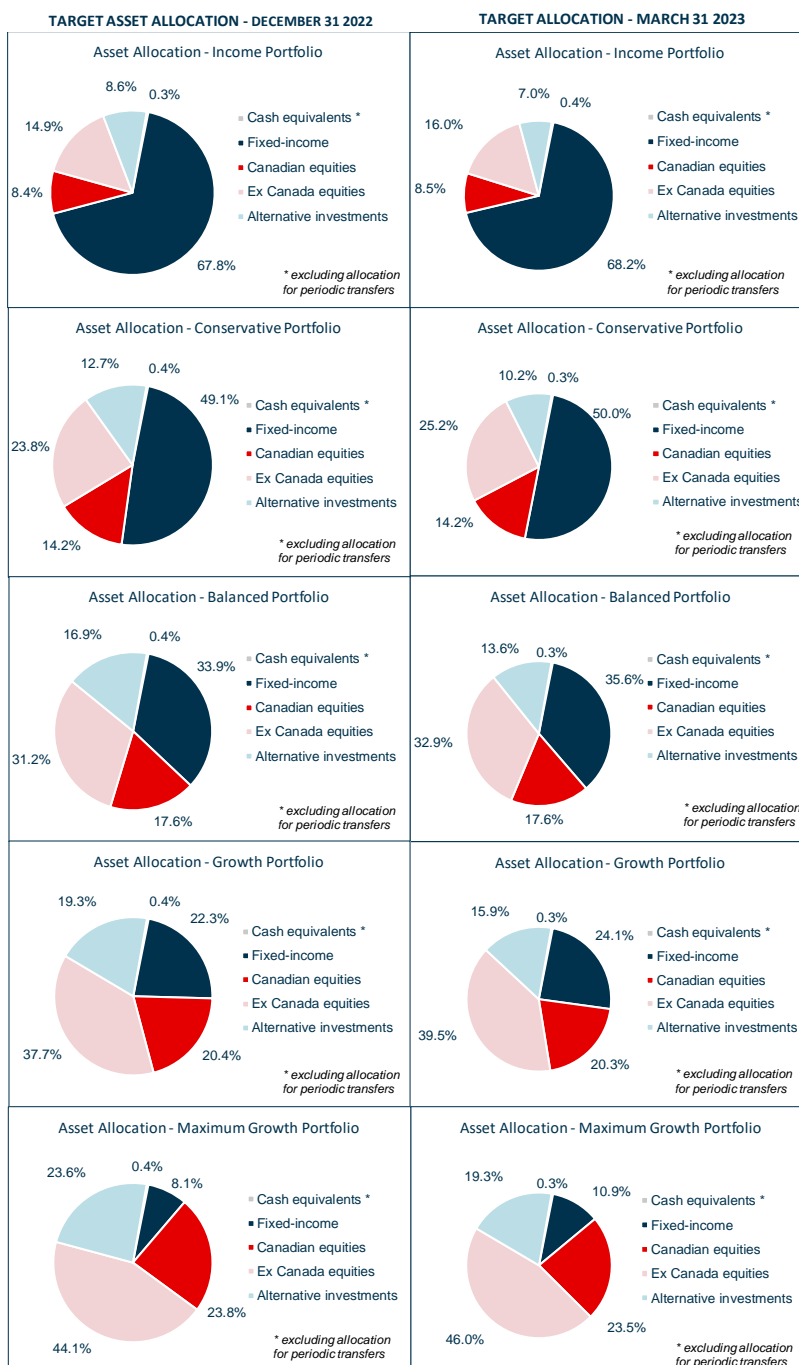 TARGET ASSET ALLOCATION - DECEMBER 31 2022
TARGET ALLOCATION - MARCH 31 2023
Asset Allocation - Income Portfolio
8.6%
0.3%
14.9%
8.4%
67.8%
Cash equivalents *
Fixed-income
Canadian equities
Ex Canada equities
Alternative investments
* excluding allocation
for periodic transfers
Asset Allocation - Income Portfolio
7.0%
0.4%
16.0%
8.5%
68.2%
Cash equivalents *
Fixed-income
Canadian equities
Ex Canada equities
Alternative investments
* excluding allocation
for periodic transfers
Asset Allocation - Conservative Portfolio
12.7%
0.4%
49.1%
23.8%
14.2%
Cash equivalents *
Fixed-income
Canadian equities
Ex Canada equities
Alternative investments
* excluding allocation
for periodic transfers
Asset Allocation - Conservative Portfolio
10.2%
0.3%
50.0%
25.2%
14.2%
Cash equivalents *
Fixed-income
Canadian equities
Ex Canada equities
Alternative investments
* excluding allocation
for periodic transfers
Asset Allocation - Balanced Portfolio
16.9%
0.4%
33.9%
31.2%
17.6%
Cash equivalents *
Fixed-income
Canadian equities
Ex Canada equities
Alternative investments
* excluding allocation
for periodic transfers
Asset Allocation - Balanced Portfolio
13.6%
0.3%
35.6%
32.9%
17.6%
Cash equivalents *
Fixed-income
Canadian equities
Ex Canada equities
Alternative investments
* excluding allocation
for periodic transfers
Asset Allocation - Growth Portfolio
19.3%
0.4%
22.3%
37.7%
20.4%
Cash equivalents *
Fixed-income
Canadian equities
Ex Canada equities
Alternative investments
* excluding allocation
for periodic transfers
Asset Allocation - Growth Portfolio
15.9%
0.3%
24.1%
39.5%
20.3%
Cash equivalents *
Fixed-income
Canadian equities
Ex Canada equities
Alternative investments
* excluding allocation
for periodic transfers
Asset Allocation - Maximum Growth Portfolio
23.6%
0.4%
8.1%
44.1%
23.8%
Cash equivalents *
Fixed-income
Canadian equities
Ex Canada equities
Alternative investments
* excluding allocation
for periodic transfers
Asset Allocation - Maximum Growth Portfolio
19.3%
0.3%
10.9%
46.0%
23.5%
Cash equivalents *
Fixed-income
Canadian equities
Ex Canada equities
Alternative investments
* excluding allocation
for periodic transfers